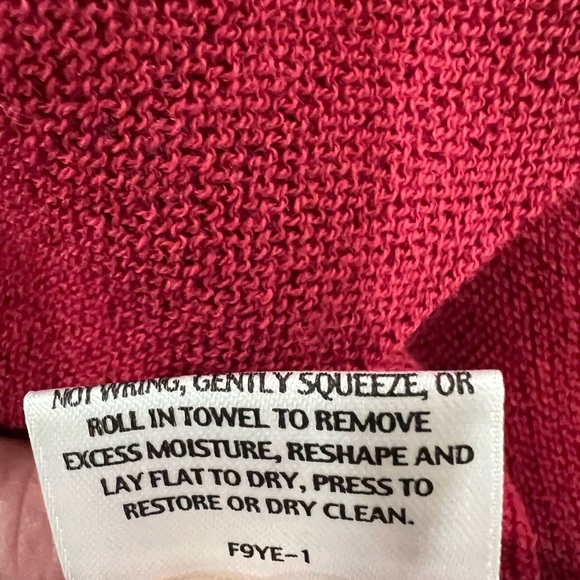 NOT WRING, GENTLY SQUEEZE, OR
ROLL IN TOWEL TO REMOVE
EXCESS MOISTURE, RESHAPE AND
LAY FLAT TO DRY, PRESS TO
RESTORE OR DRY CLEAN.
F9YE-1